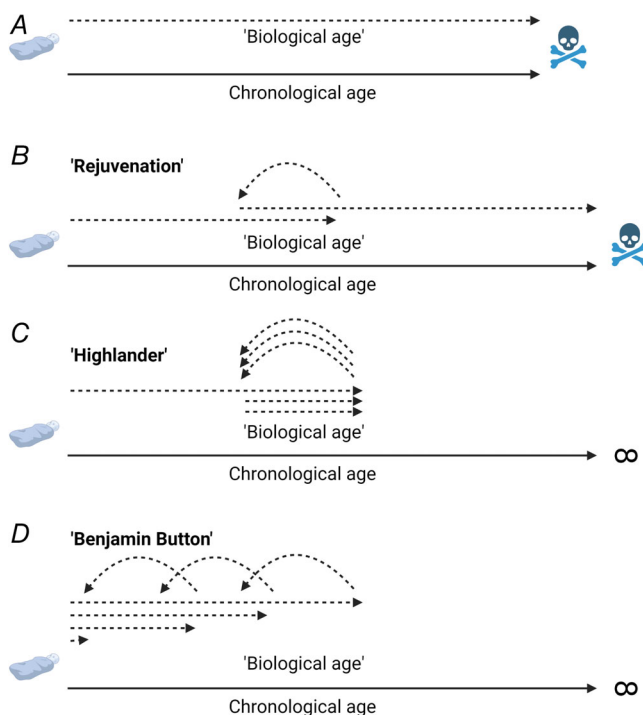 A
'Biological age'
Chronological age
B
'Rejuvenation'
'Biological age'
Chronological age
C
'Highlander'
'Biological age'
∞
Chronological age
D
'Benjamin Button'
'Biological age'
∞
Chronological age